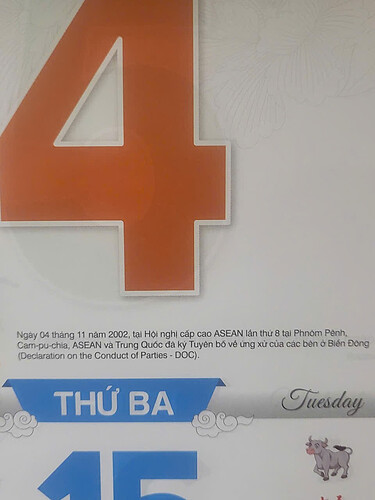 4
Ngày 04 tháng 11 năm 2002, tại Hội nghị cấp cao ASEAN lần thứ 8 tại Phnôm Pênh,
Cam-pu-chia, ASEAN và Trung Quốc đã ký Tuyên bố về ứng xử của các bên ở Biển Đông
(Declaration on the Conduct of Parties - DOC).
THỨ BA
Tuesday
15